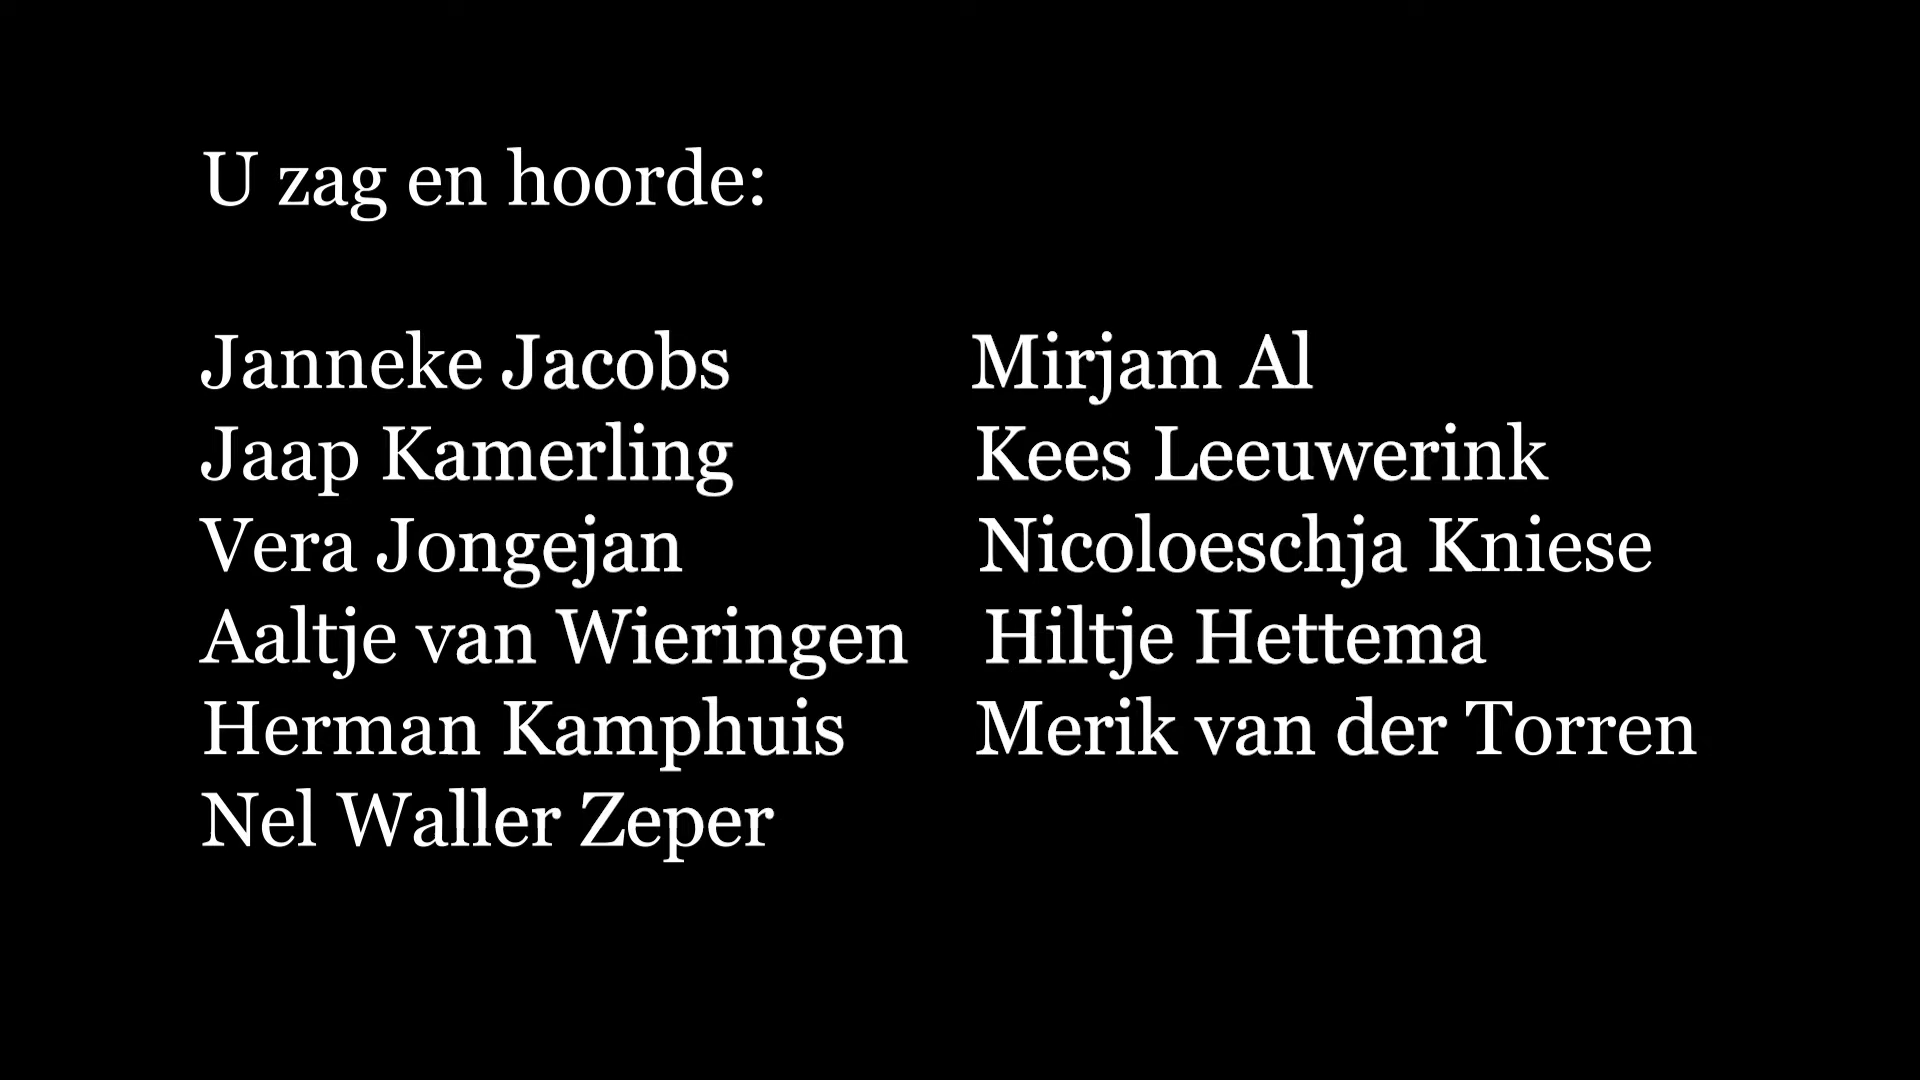 U zag en hoorde:
Janneke Jacobs
Jaap Kamerling
Vera Jongejan
Aaltje van Wieringen
Herman Kamphuis
Nel Waller Zeper
Mirjam Al
Kees Leeuwerink
Nicoloeschja Kniese
Hiltje Hettema
Merik van der Torren